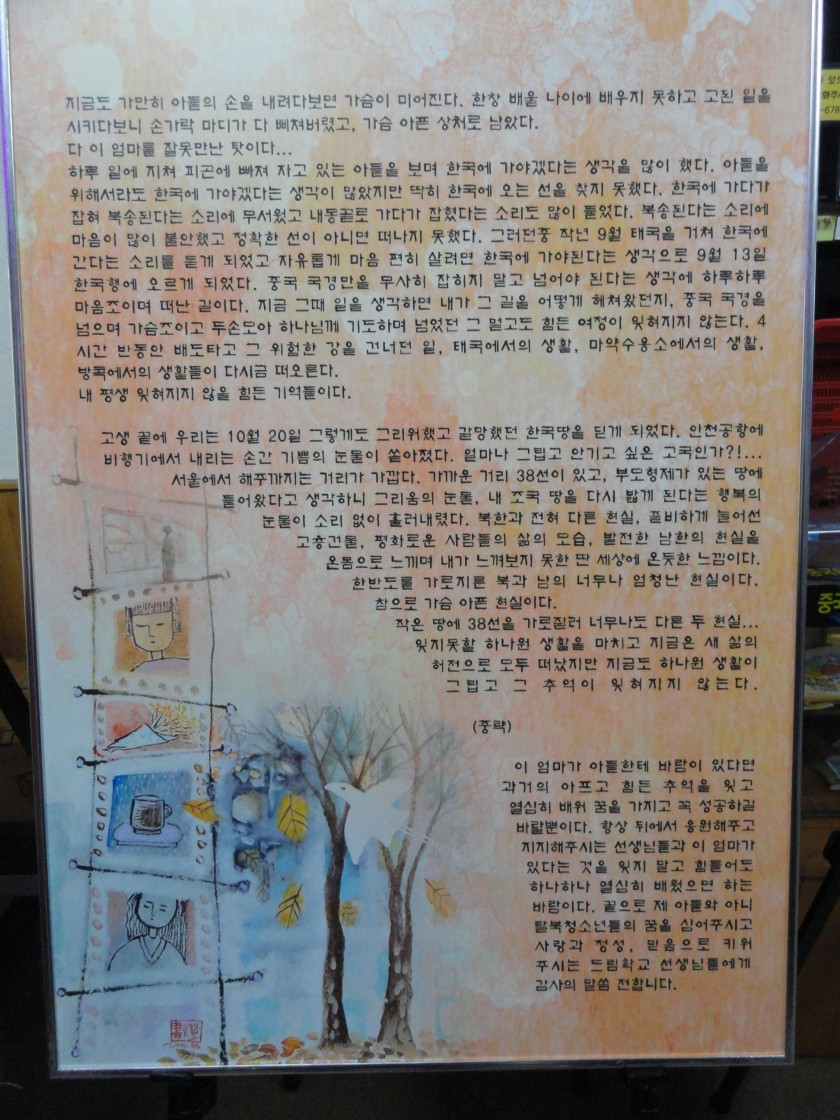 지금도 가만히 아들의 손을 내려다보면 가슴이 미어진다. 한창 배울 나이에 배우지 못하고 고된 일을
시키다보니 손가락 마디가 다 삐져버렸고, 가슴 아픈 상처로 남았다.
다 이 엄마를 잘못만난 탓이다...
하루 일에 지쳐 피곤에 빠져 자고 있는 아들을 보며 한국에 가야겠다는 생각을 많이 했다. 아들을
위해서라도 한국에 가야겠다는 생각이 많았지만 딱히 한국에 오는 선을 찾지 못했다. 한국에 가다가
잡혀 북송된다는 소리에 무서웠고 내몽골로 가다가 잡혔다는 소리도 많이 들었다. 북송된다는 소리에
마음이 많이 불안했고 정확한 선이 아니면 떠나지 못했다. 그러던중 작년 9월 태국을 거쳐 한국에
간다는 소리를 듣게 되었고 자유롭게 마음 편히 살려면 한국에 가야된다는 생각으로 9월 13일
한국행에 오르게 되었다. 중국 국경만을 무사히 잡히지 말고 넘어야 된다는 생각에 하루하루
마음조이며 떠난 길이다. 지금 그때 일을 생각하면 내가 그 길을 어떻게 헤쳐왔던지, 중국 국경을
넘으며 가슴조이고 두손모아 하나님께 기도하며 넘었던 그 멀고도 힘든 여정이 잊혀지지 않는다. 4
시간 반동안 배도타고 그 위험한 강을 건너던 일, 태국에서의 생활, 마약수용소에서의 생활,
방콕에서의 생활들이 다시금 떠오른다.
내 평생 잊혀지지 않을 힘든 기억들이다.
고생 끝에 우리는 10월 20일 그렇게도 그리워했고 갈망했던 한국땅을 딛게 되었다. 인천공항에
비행기에서 내리는 순간 기쁨의 눈물이 쏟아졌다. 얼마나 그립고 안기고 싶은 고국인가?!...
서울에서 해주까지는 거리가 가깝다. 가까운 거리 38선이 있고, 부모형제가 있는 땅에
들어왔다고 생각하니 그리움의 눈물, 내 조국 땅을 다시 밟게 된다는 행복의
눈물이 소리 없이 흘러내렸다. 북한과 전혀 다른 현실, 즐비하게 늘어선
고층건물, 평화로운 사람들의 삶의 모습, 발전한 남한의 현실을
온몸으로 느끼며 내가 느껴보지 못한 딴 세상에 온듯한 느낌이다.
한반도를 가로지른 북과 남의 너무나 엄청난 현실이다.
참으로 가슴 아픈 현실이다.
작은 땅에 38선을 가로질러 너무나도 다른 두 현실...
잊지못할 하나원 생활을 마치고 지금은 새 삶의
허전으로 모두 떠났지만 지금도 하나원 생활이
그립고 그 추억이 잊혀지지 않는다.
(중략)
이 엄마가 아들한테 바람이 있다면
과거의 아프고 힘든 추억을 잊고
열심히 배워 꿈을 가지고 꼭 성공하길
바랄뿐이다. 항상 뒤에서 응원해주고
지지해주시는 선생님들과 이 엄마가
있다는 것을 잊지 말고 힘들어도
하나하나 열심히 배웠으면 하는
바람이다. 끝으로 제 아들와 아니
탈북청소년들의 꿈을 심어주시고
사랑과 정성, 믿음으로 키워
주시는 드림학교 선생님들에게
감사의 말씀 전합니다.